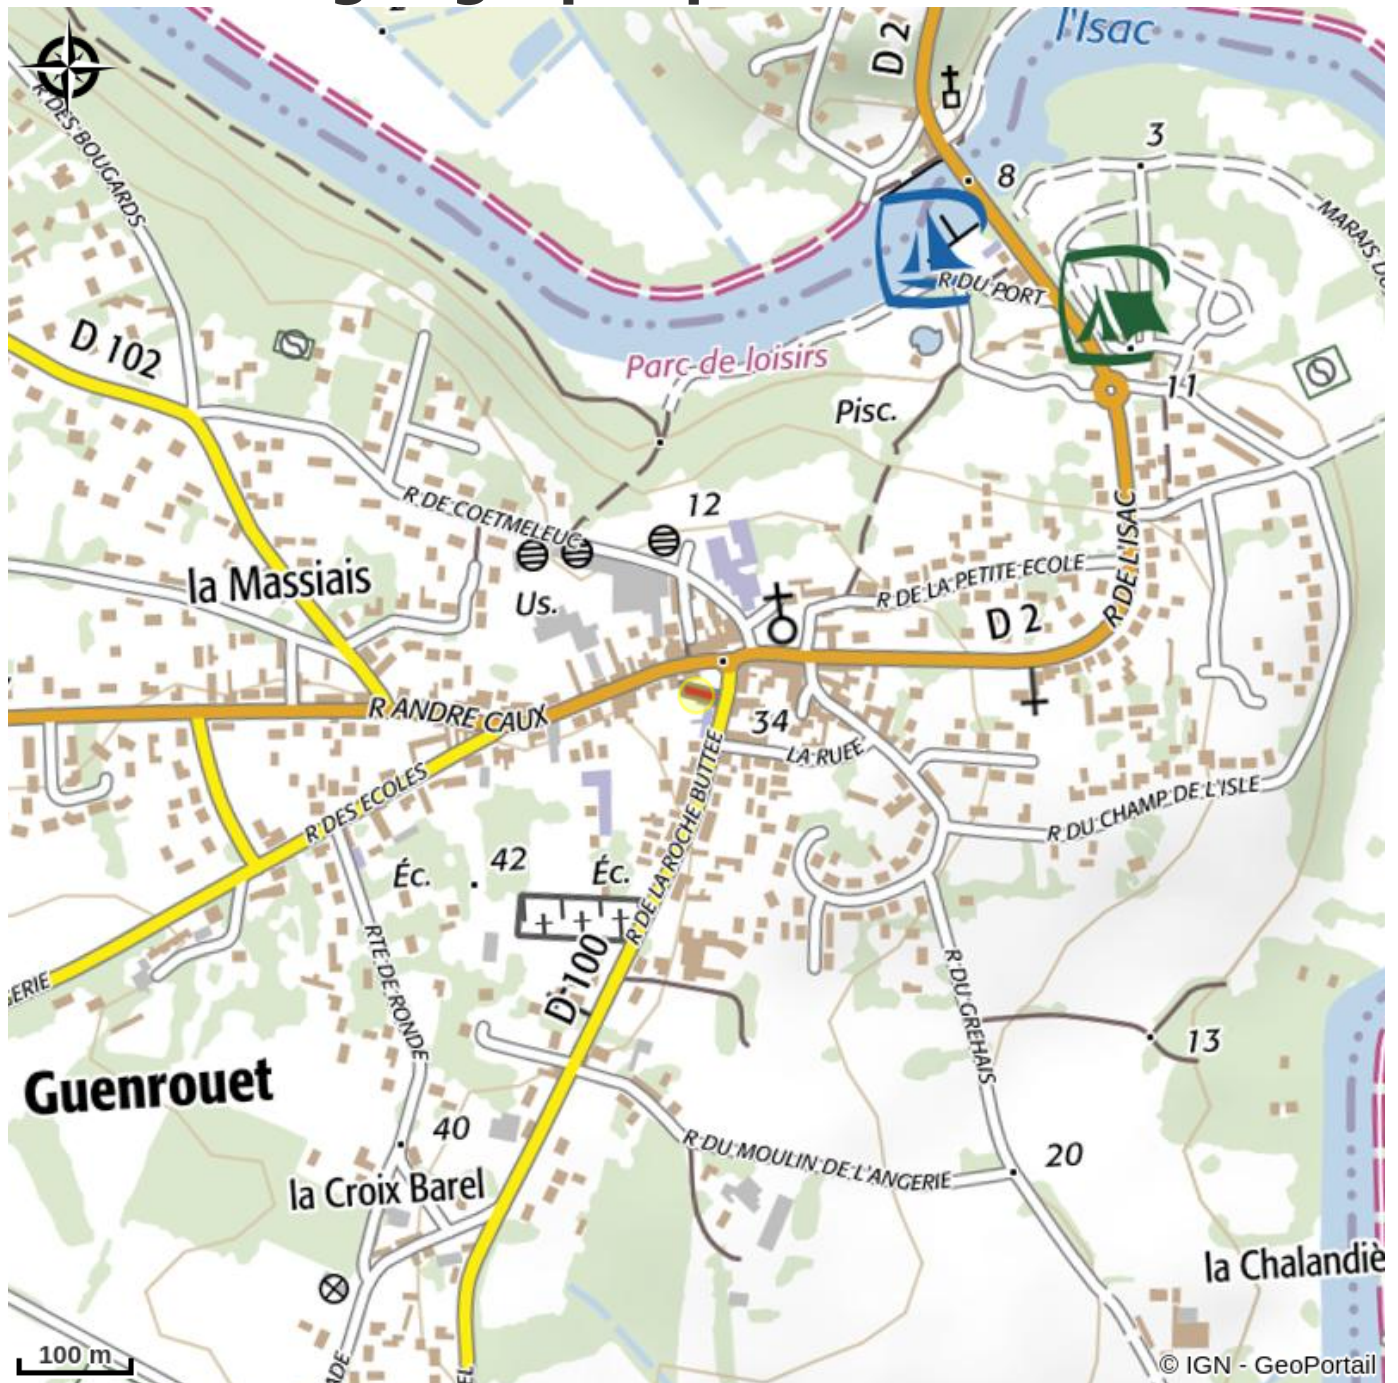 l'Isac
D 2
3
8
R DES BOUGARDS
MARAIS
R DU PORT
D 102
Parc de loisirs
11
Pisc.
12
R DE COETMELEUC
la Massiais
Us.
R DE LA PETITE ECOLE
R DE L'ISAC
D 2
R ANDRE CAUX
34
LA RUEE
R DES ECOLES
R DE LA ROCHE BUTTEE
R DU CHAMP DE L'ISLE
Éc.
42
Éc.
RTE DE RONDE
D 100
R DU GREHAIS
ERIE
13
Guenrouet
40
R DU MOULIN DE L'ANGERIE
20
la Croix Barel
la Chalandiè
ADE
EL
100 m
© IGN - GeoPortail